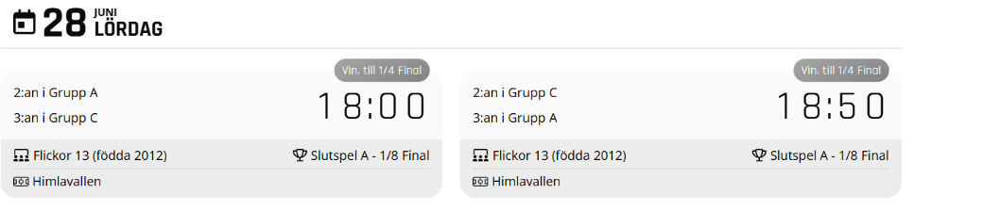 28 JUNI
LÖRDAG
Vin. till 1/4 Final
2:an i Grupp A
3:an i Grupp C
18:00
Flickor 13 (födda 2012)
Slutspel A - 1/8 Final
Himlavallen
Vin. till 1/4 Final
2:an i Grupp C
3:an i Grupp A
18:50
Flickor 13 (födda 2012)
Slutspel A - 1/8 Final
Himlavallen